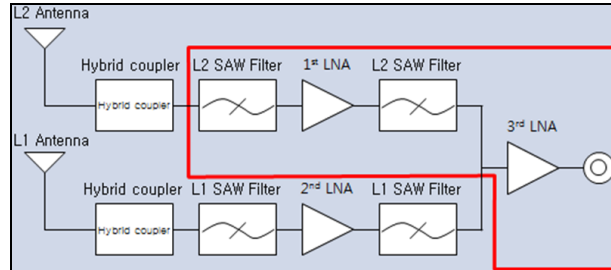 L2 Antenna
Hybrid coupler L2 SAW Filter 1st LNA L2 SAW Filter
Hybrid coupler
3rd LNA
L1 Antenna
Hybrid coupler L1 SAW Filter 2nd LNA L1 SAW Filter
Hybrid coupler